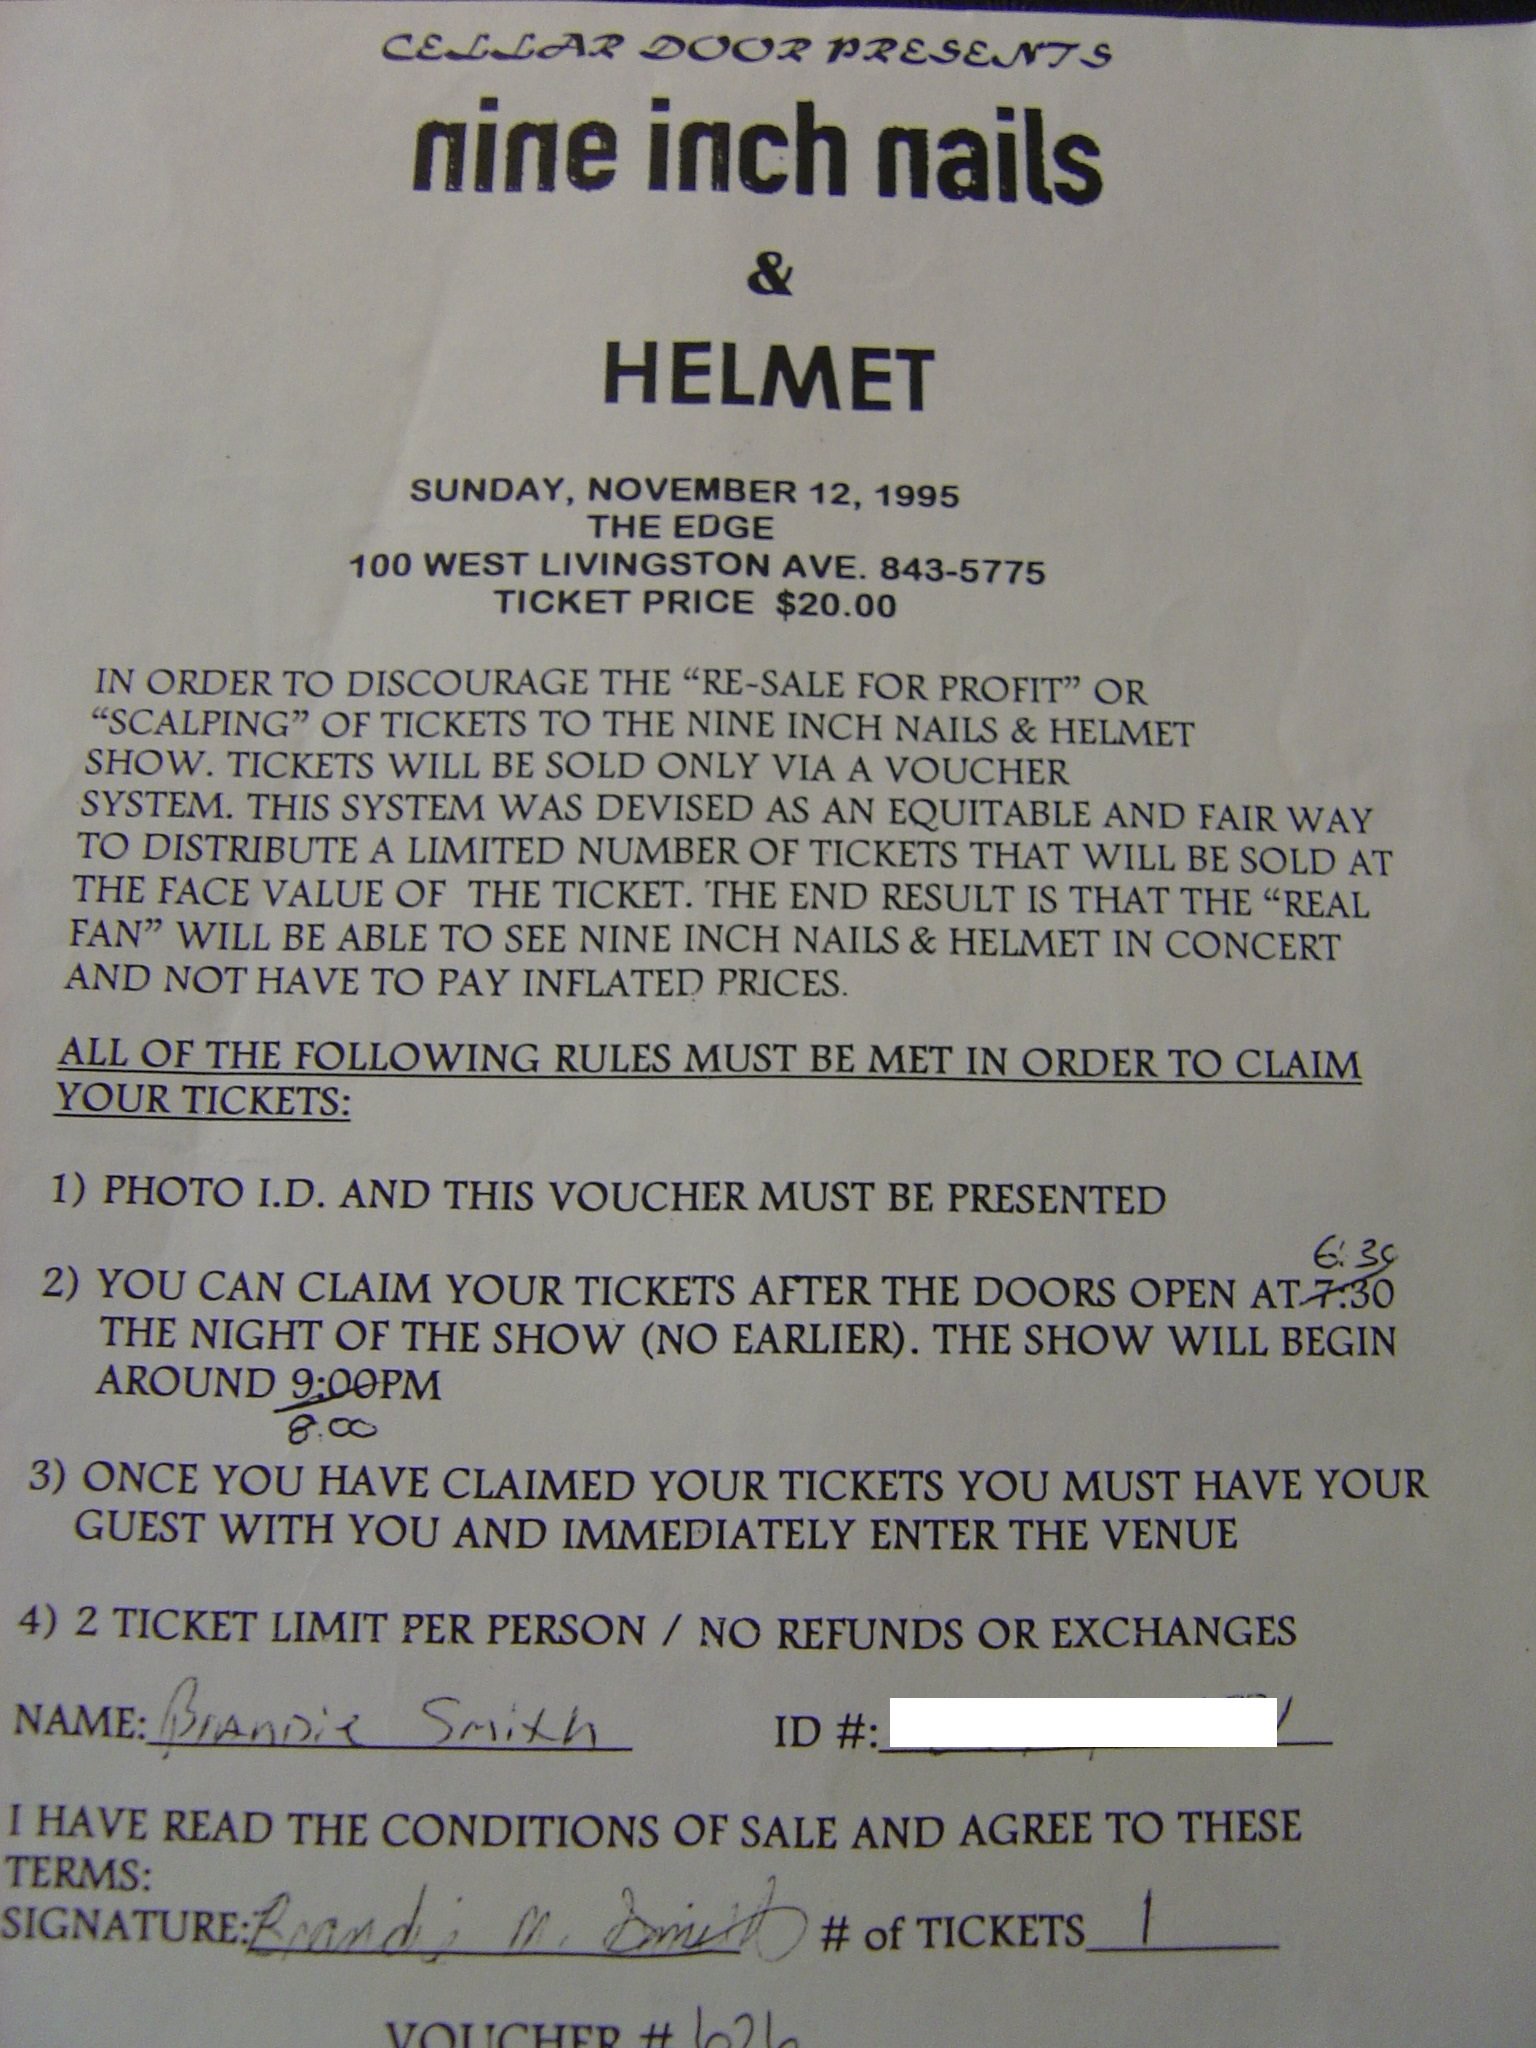 CELLAR DOOR PRESENTS
nine inch nails
&
HELMET
SUNDAY, NOVEMBER 12, 1995
THE EDGE
100 WEST LIVINGSTON AVE. 843-5775
TICKET PRICE $20.00
IN ORDER TO DISCOURAGE THE “RE-SALE FOR PROFIT” OR
“SCALPING” OF TICKETS TO THE NINE INCH NAILS & HELMET
SHOW. TICKETS WILL BE SOLD ONLY VIA A VOUCHER
SYSTEM. THIS SYSTEM WAS DEVISED AS AN EQUITABLE AND FAIR WAY
TO DISTRIBUTE A LIMITED NUMBER OF TICKETS THAT WILL BE SOLD AT
THE FACE VALUE OF THE TICKET. THE END RESULT IS THAT THE “REAL
FAN” WILL BE ABLE TO SEE NINE INCH NAILS & HELMET IN CONCERT
AND NOT HAVE TO PAY INFLATED PRICES.
ALL OF THE FOLLOWING RULES MUST BE MET IN ORDER TO CLAIM
YOUR TICKETS:
1) PHOTO I.D. AND THIS VOUCHER MUST BE PRESENTED
6:30
2) YOU CAN CLAIM YOUR TICKETS AFTER THE DOORS OPEN AT 7:30
THE NIGHT OF THE SHOW (NO EARLIER). THE SHOW WILL BEGIN
AROUND 9:00PM
8:00
3) ONCE YOU HAVE CLAIMED YOUR TICKETS YOU MUST HAVE YOUR
GUEST WITH YOU AND IMMEDIATELY ENTER THE VENUE
4) 2 TICKET LIMIT PER PERSON / NO REFUNDS OR EXCHANGES
NAME: Brandie Smith ID #:
I HAVE READ THE CONDITIONS OF SALE AND AGREE TO THESE
TERMS:
SIGNATURE: Brandie M. Smith # of TICKETS 1
VOUCHER # 626